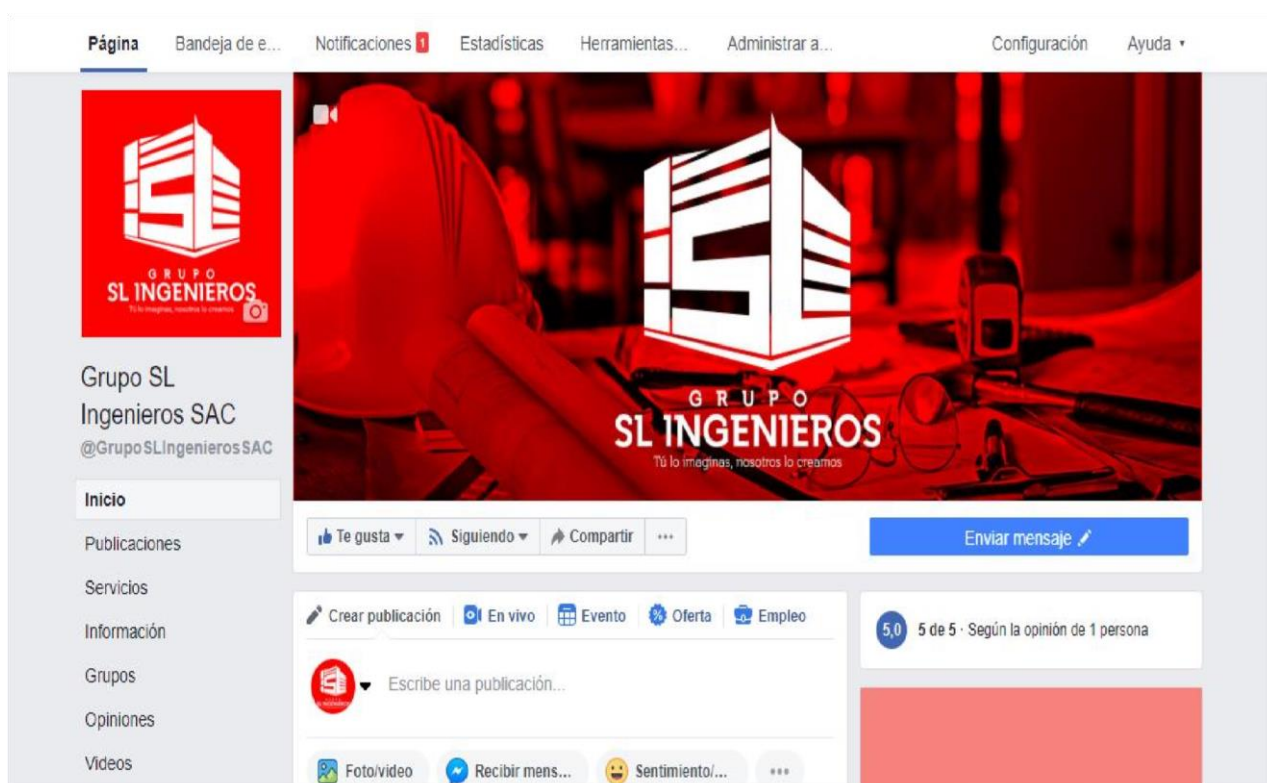 Página Bandeja de e... Notificaciones 1 Estadísticas Herramientas... Administrar a... Configuración Ayuda
iSL
GRUPO
SL INGENIEROS
Tú lo imaginas, nosotros lo creamos
Grupo SL
Ingenieros SAC
@GrupoSLIngenierosSAC
Inicio
Publicaciones
Servicios
Información
Grupos
Opiniones
Videos
iSL
GRUPO
SL INGENIEROS
Tú lo imaginas, nosotros lo creamos
Te gusta Siguiendo Compartir ...
Enviar mensaje
Crear publicación En vivo Evento % Oferta Empleo
Escribe una publicación...
Foto/video Recibir mens... Sentimiento/... ...
5,0 5 de 5 · Según la opinión de 1 persona